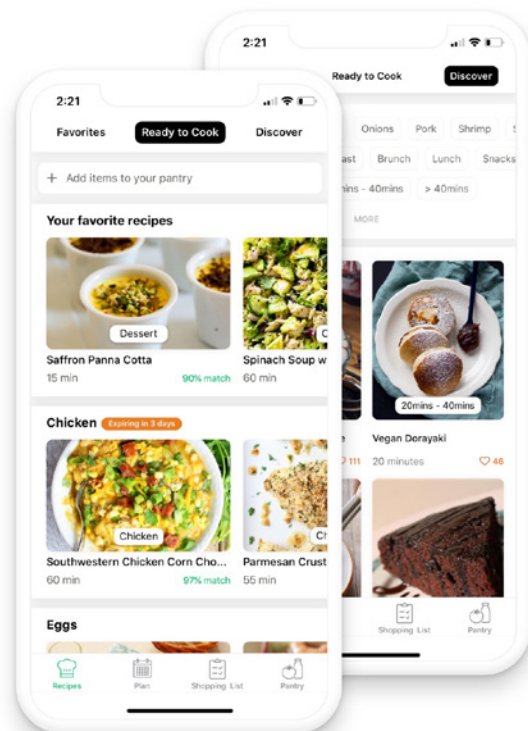 2:21
Favorites Ready to Cook Discover
+ Add items to your pantry
Your favorite recipes
Dessert
Saffron Panna Cotta Spinach Soup w
15 min 90% match 60 min
Chicken Expiring in 3 days
Chicken
Southwestern Chicken Corn Cho... Parmesan Crust
60 min 97% match 55 min
Eggs
Recipes Plan Shopping List Pantry
2:21
Ready to Cook Discover
Onions Pork Shrimp
Brunch Lunch Snacks
- 40mins > 40mins
MORE
20mins - 40mins
Vegan Dorayaki
111 20 minutes 46
Shopping List Pantry